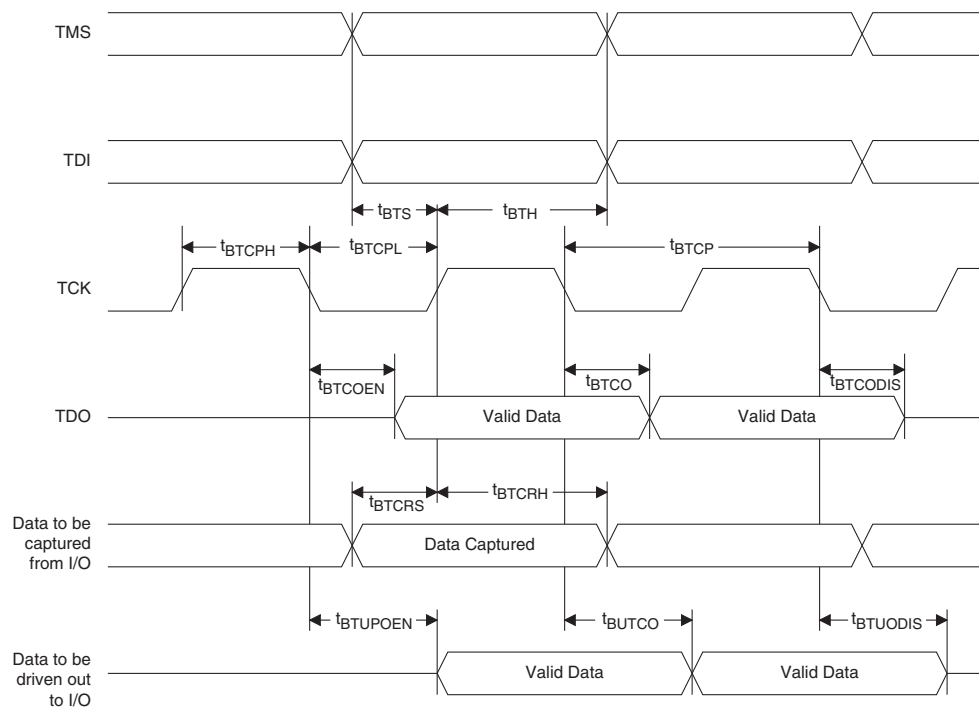 TMS
TDI
tBTS
tBTH
tBTCPH
tBTCPL
tBTCP
TCK
tBTCOEN
tBTCO
tBTCODIS
TDO
Valid Data
Valid Data
tBTCRS
tBTCRH
Data to be
captured
from I/O
Data Captured
tBTUPOEN
tBUTCO
tBTUODIS
Data to be
driven out
to I/O
Valid Data
Valid Data